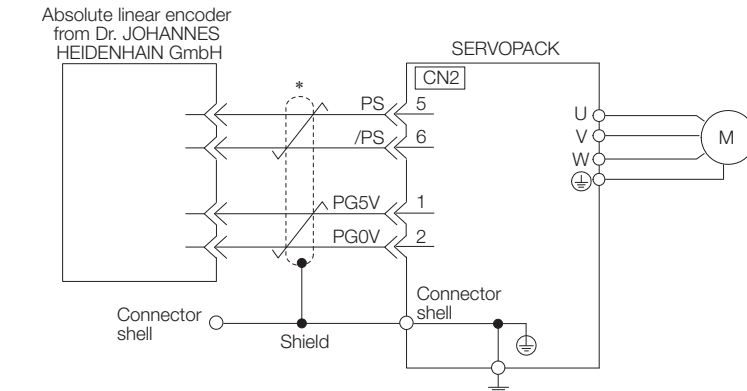 Absolute linear encoder
from Dr. JOHANNES
HEIDENHAIN GmbH
SERVOPACK
CN2
*
PS 5
/PS 6
PG5V 1
PG0V 2
U
V
W
M
Connector
shell
Shield
Connector
shell